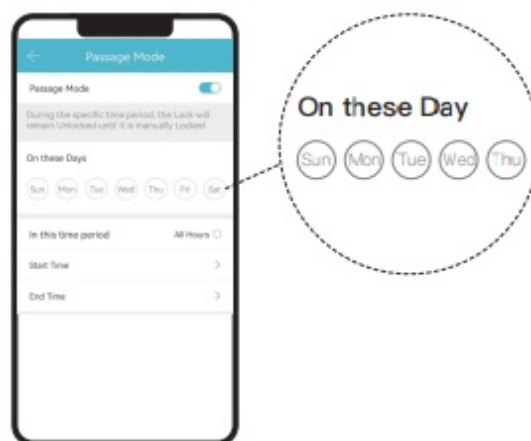 Passage Mode
Passage Mode
During the specific time period, the Lock will
remain Unlocked until it is manually Locked
On these Days
Sun Mon Tue Wed Thu Fri Sat
In this time period All Hours
Start Time
End Time
On these Day
Sun Mon Tue Wed Thu